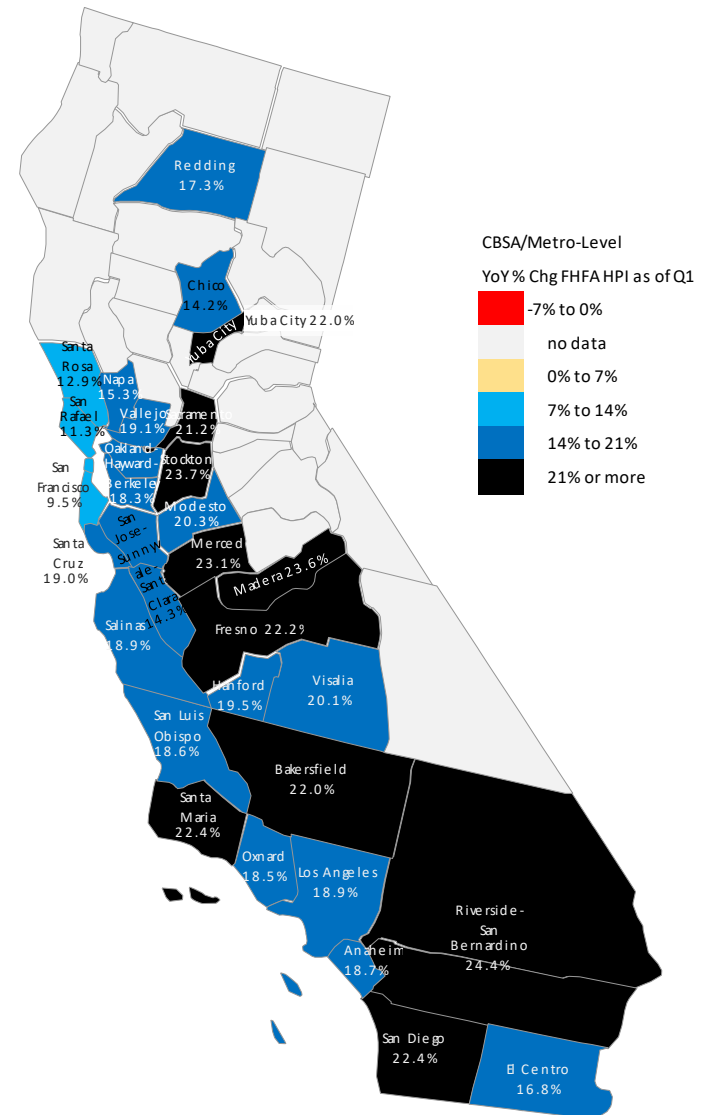 Redding
17.3%
CBSA/Metro-Level
YoY % Chg FHFA HPI as of Q1
-7% to 0%
no data
0% to 7%
7% to 14%
14% to 21%
21% or more
Chico
14.2%
Yuba City 22.0%
Yuba City
Santa
Rosa
12.9%
San
Rafael
11.3%
Napa
15.3%
Vallejo
19.1%
Sacramento
21.2%
Oakland-
Hayward-
Berkeley
18.3%
Stockton
23.7%
San
Francisco
9.5%
Modesto
20.3%
San
Jose-
Sunnyv
ale-
Santa
Clara
14.3%
Santa
Cruz
19.0%
Merced
23.1%
Madera 23.6%
Salinas
18.9%
Fresno 22.2%
Hanford
19.5%
Visalia
20.1%
San Luis
Obispo
18.6%
Bakersfield
22.0%
Santa
Maria
22.4%
Oxnard
18.5%
Los Angeles
18.9%
Riverside-
San
Bernardino
24.4%
Anaheim
18.7%
San Diego
22.4%
El Centro
16.8%